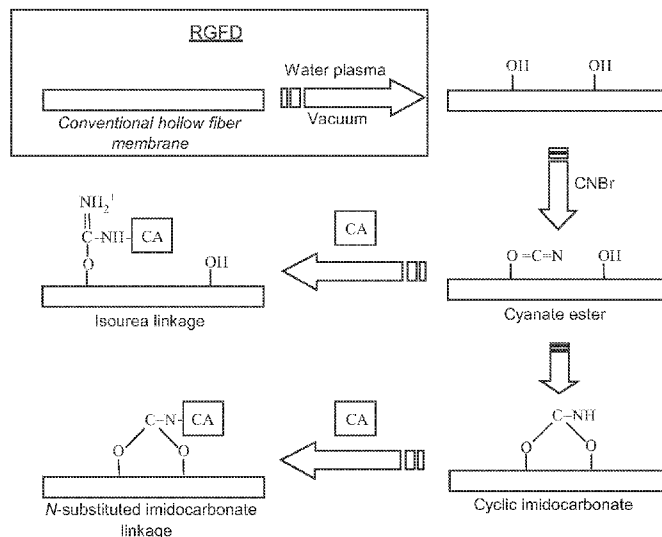 RGFD
Water plasma
Vacuum
Conventional hollow fiber
membrane
OH OH
CNBr
O=C=N OH
Cyanate ester
CA
NH2+
C-NH-CA
O OH
Isourea linkage
C-NH
O O
Cyclic imidocarbonate
CA
C-N-CA
O O
N-substituted imidocarbonate
linkage